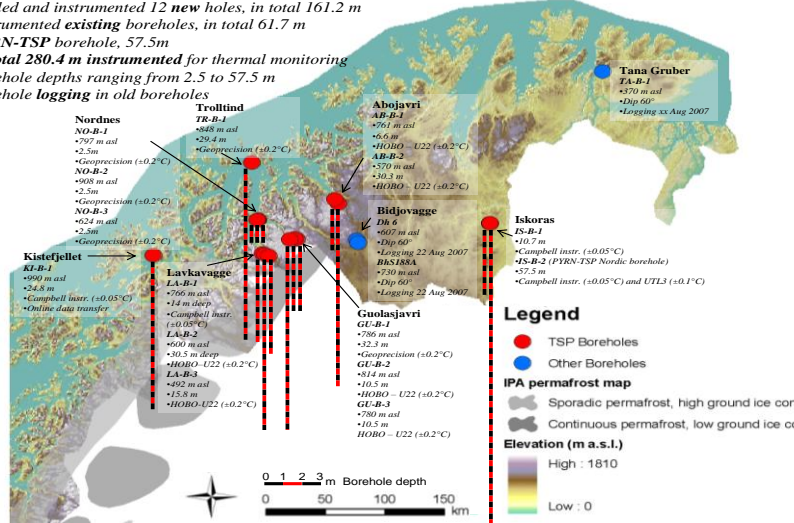 led and instrumented 12 new holes, in total 161.2 m
rumented existing boreholes, in total 61.7 m
RN-TSP borehole, 57.5m
otal 280.4 m instrumented for thermal monitoring
ehole depths ranging from 2.5 to 57.5 m
ehole logging in old boreholes
Tana Gruber
TA-B-1
•370 m asl
•Dip 60°
•Logging xx Aug 2007
Trolltind
TR-B-1
•848 m asl
•29.4 m
•Geoprecision (±0.2°C)
Abojavri
AB-B-1
•761 m asl
•6.6 m
•HOBO – U22 (±0.2°C)
AB-B-2
•570 m asl
•30.3 m
•HOBO – U22 (±0.2°C)
Nordnes
NO-B-1
•797 m asl
•2.5m
•Geoprecision (±0.2°C)
NO-B-2
•908 m asl
•2.5m
•Geoprecision (±0.2°C)
NO-B-3
•624 m asl
•2.5m
•Geoprecision (±0.2°C)
Bidjovagge
Dh 6
•607 m asl
•Dip 60°
•Logging 22 Aug 2007
BhS188A
•730 m asl
•Dip 60°
•Logging 22 Aug 2007
Iskoras
IS-B-1
•10.7 m
•Campbell instr. (±0.05°C)
•IS-B-2 (PYRN-TSP Nordic borehole)
•57.5 m
•Campbell instr. (±0.05°C) and UTL3 (±0.1°C)
Kistefjellet
KI-B-1
•990 m asl
•24.8 m
•Campbell instr. (±0.05°C)
•Online data transfer
Lavkavagge
LA-B-1
•766 m asl
•14 m deep
•Campbell instr.
(±0.05°C)
LA-B-2
•600 m asl
•30.5 m deep
•HOBO–U22 (±0.2°C)
LA-B-3
•492 m asl
•15.8 m
•HOBO-U22 (±0.2°C)
Guolasjavri
GU-B-1
•786 m asl
•32.3 m
•Geoprecision (±0.2°C)
GU-B-2
•814 m asl
•10.5 m
•HOBO – U22 (±0.2°C)
GU-B-3
•780 m asl
•10.5 m
HOBO – U22 (±0.2°C)
Legend
TSP Boreholes
Other Boreholes
IPA permafrost map
Sporadic permafrost, high ground ice con
Continuous permafrost, low ground ice co
Elevation (m a.s.l.)
High : 1810
Low : 0
0 1 2 3 m Borehole depth
0 50 100 150
km